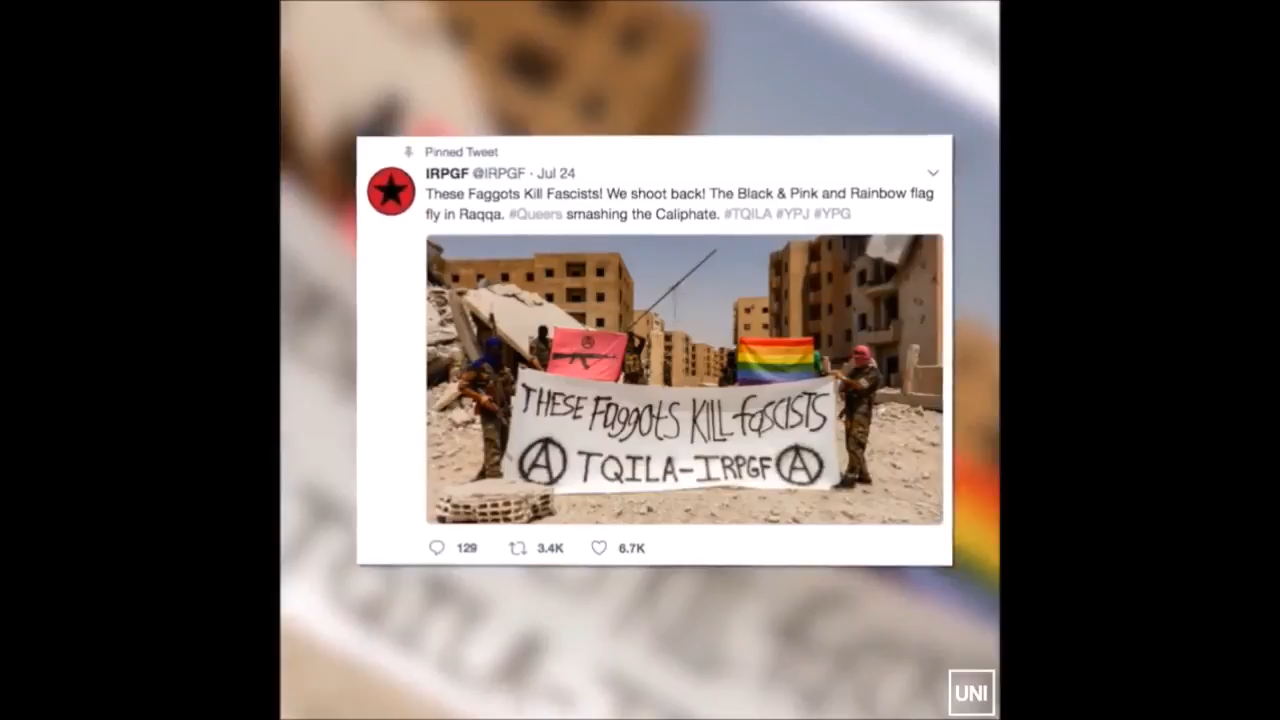 Pinned Tweet
IRPGF @IRPGF · Jul 24
These Faggots Kill Fascists! We shoot back! The Black & Pink and Rainbow flag
fly in Raqqa. #Queers smashing the Caliphate. #TQILA #YPJ #YPG
THESE FaggotS KILL fASCISTS
A TQILA-IRPGF A
129 3.4K 6.7K
UNI